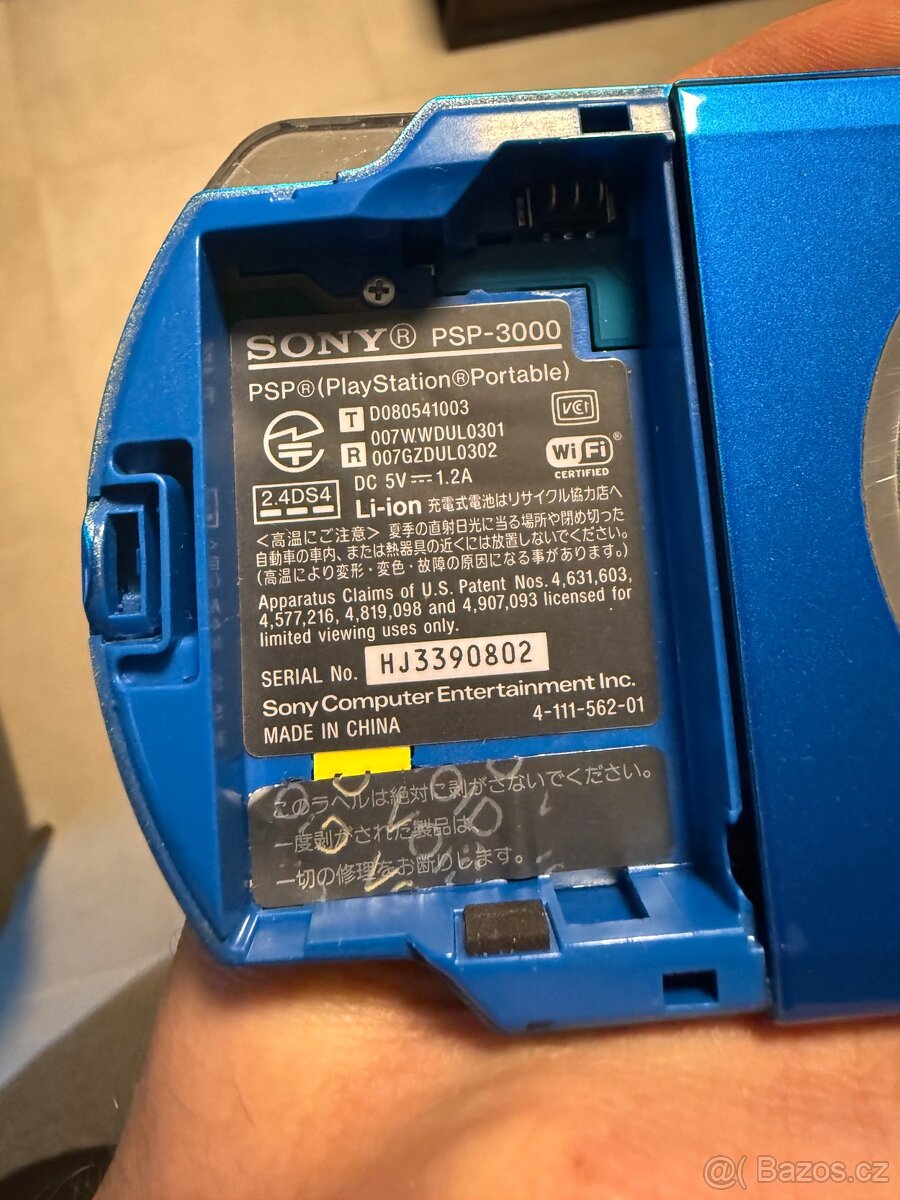 SONY® PSP-3000
PSP®(PlayStation®Portable)
T D080541003
R 007WWDUL0301
007GZDUL0302
VCCI
Wi Fi®
CERTIFIED
DC 5V⎓1.2A
2.4DS4
Li-ion 充電式電池はリサイクル協力店へ
＜高温にご注意＞ 夏季の直射日光に当る場所や閉め切った
自動車の車内、または熱器具の近くには放置しないでください。
(高温により変形・変色・故障の原因になる事があります。)
Apparatus Claims of U.S. Patent Nos. 4,631,603,
4,577,216, 4,819,098 and 4,907,093 licensed for
limited viewing uses only.
SERIAL No. HJ3390802
Sony Computer Entertainment Inc.
MADE IN CHINA 4-111-562-01
このラベルは絶対に剥がさないでください。
一度剥がされた製品は、
一切の修理をお断りします。
@( Bazos.cz